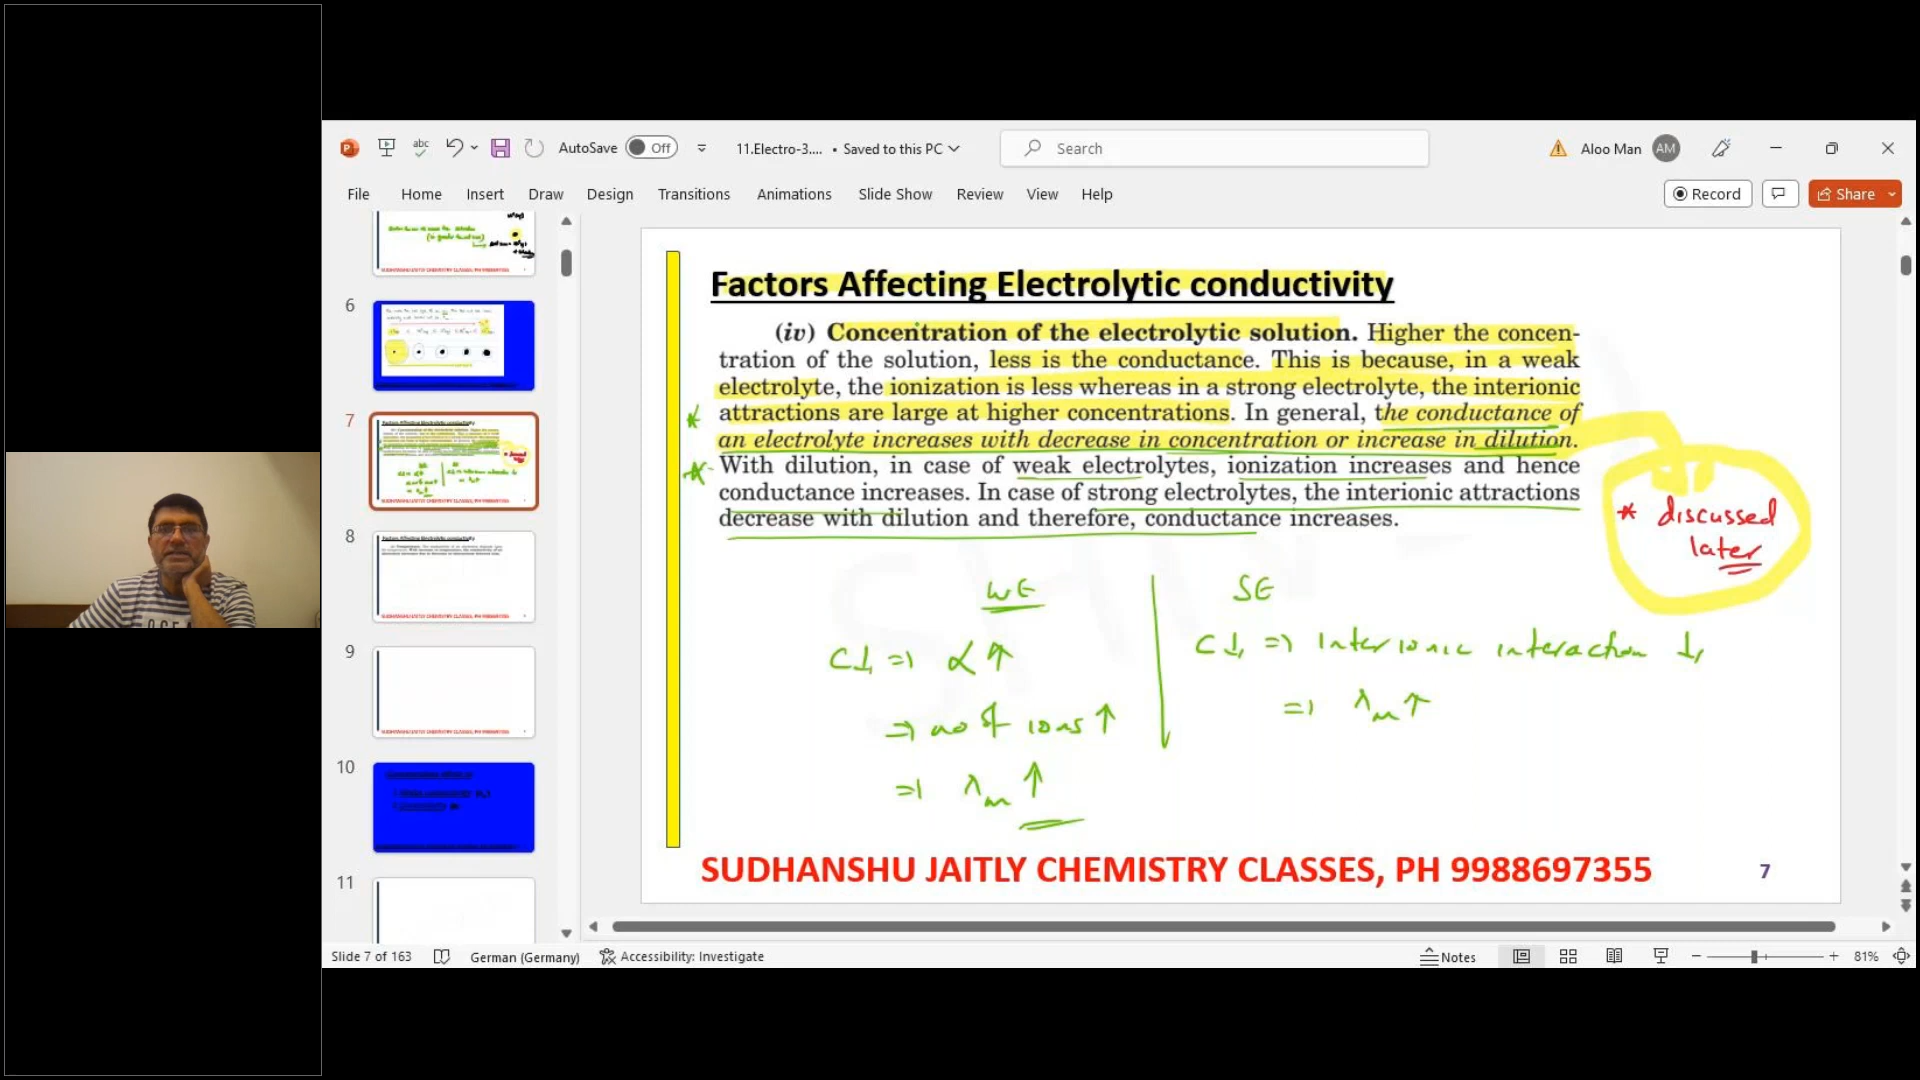 AutoSave Off 11.Electro-3.... • Saved to this PC Search Aloo Man AM
File Home Insert Draw Design Transitions Animations Slide Show Review View Help Record Share
6
7
8
9
10
11
Factors Affecting Electrolytic conductivity
(iv) Concentration of the electrolytic solution. Higher the concen-
tration of the solution, less is the conductance. This is because, in a weak
electrolyte, the ionization is less whereas in a strong electrolyte, the interionic
attractions are large at higher concentrations. In general, the conductance of
an electrolyte increases with decrease in concentration or increase in dilution.
With dilution, in case of weak electrolytes, ionization increases and hence
conductance increases. In case of strong electrolytes, the interionic attractions
decrease with dilution and therefore, conductance increases.
* discussed
later
WE
C↓ => α↑
=> no of ions ↑
=> λm ↑
SE
C↓ => Interionic interaction ↓
=> λm ↑
SUDHANSHU JAITLY CHEMISTRY CLASSES, PH 9988697355 7
Slide 7 of 163 German (Germany) Accessibility: Investigate Notes 81%